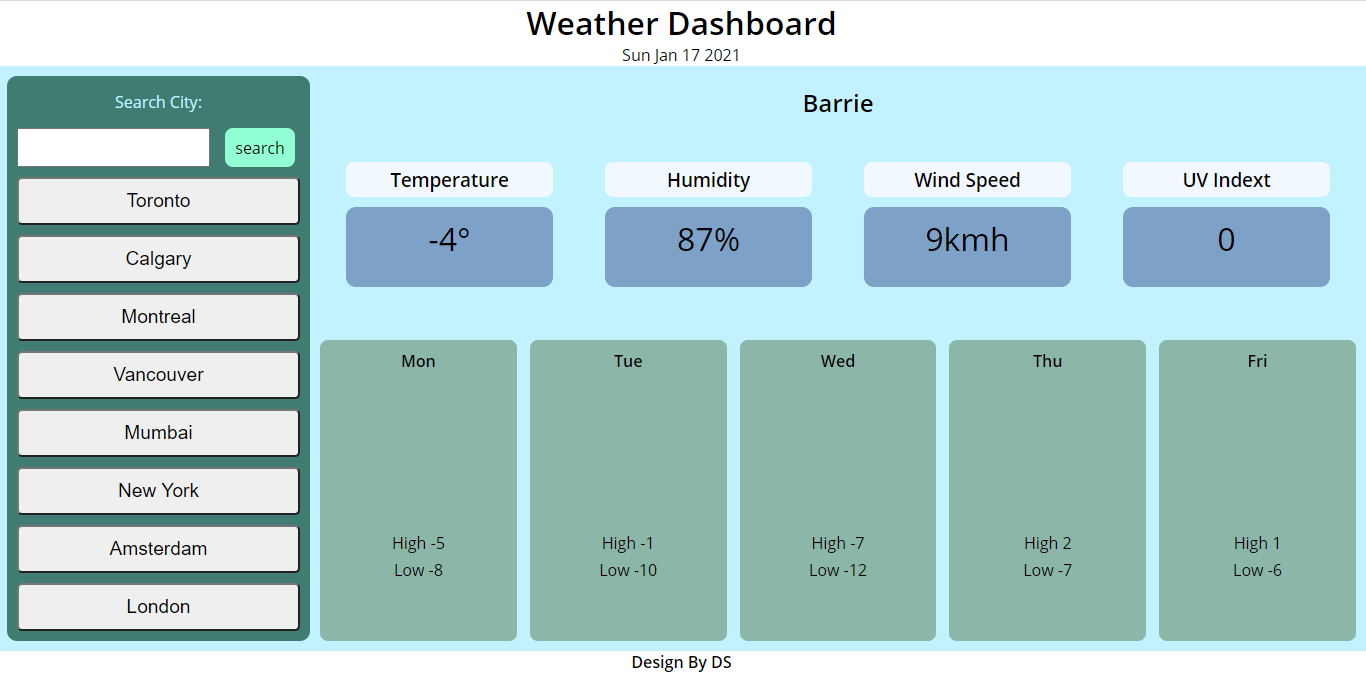 Weather Dashboard
Sun Jan 17 2021
Search City:
search
Toronto
Calgary
Montreal
Vancouver
Mumbai
New York
Amsterdam
London
Barrie
Temperature
-4°
Humidity
87%
Wind Speed
9kmh
UV Indext
0
Mon
High -5
Low -8
Tue
High -1
Low -10
Wed
High -7
Low -12
Thu
High 2
Low -7
Fri
High 1
Low -6
Design By DS